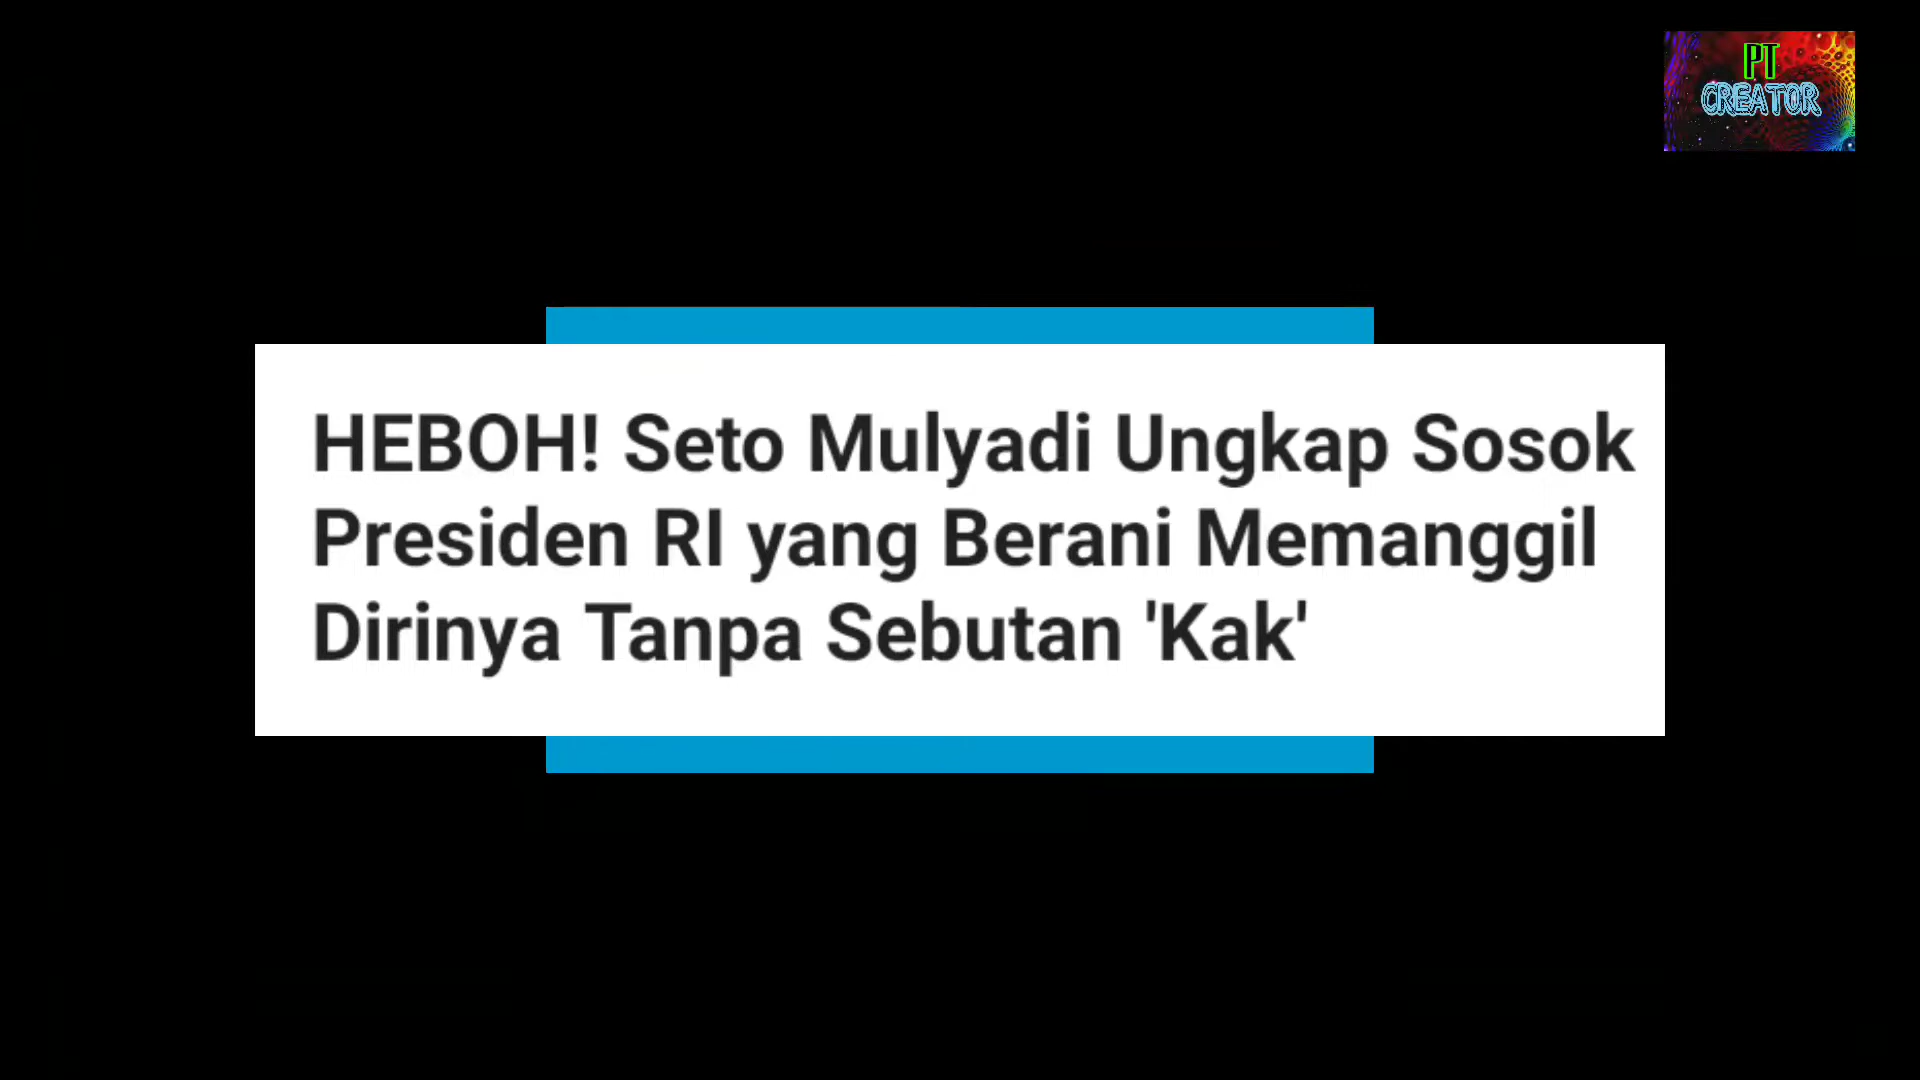 PT
CREATOR
HEBOH! Seto Mulyadi Ungkap Sosok
Presiden RI yang Berani Memanggil
Dirinya Tanpa Sebutan 'Kak'